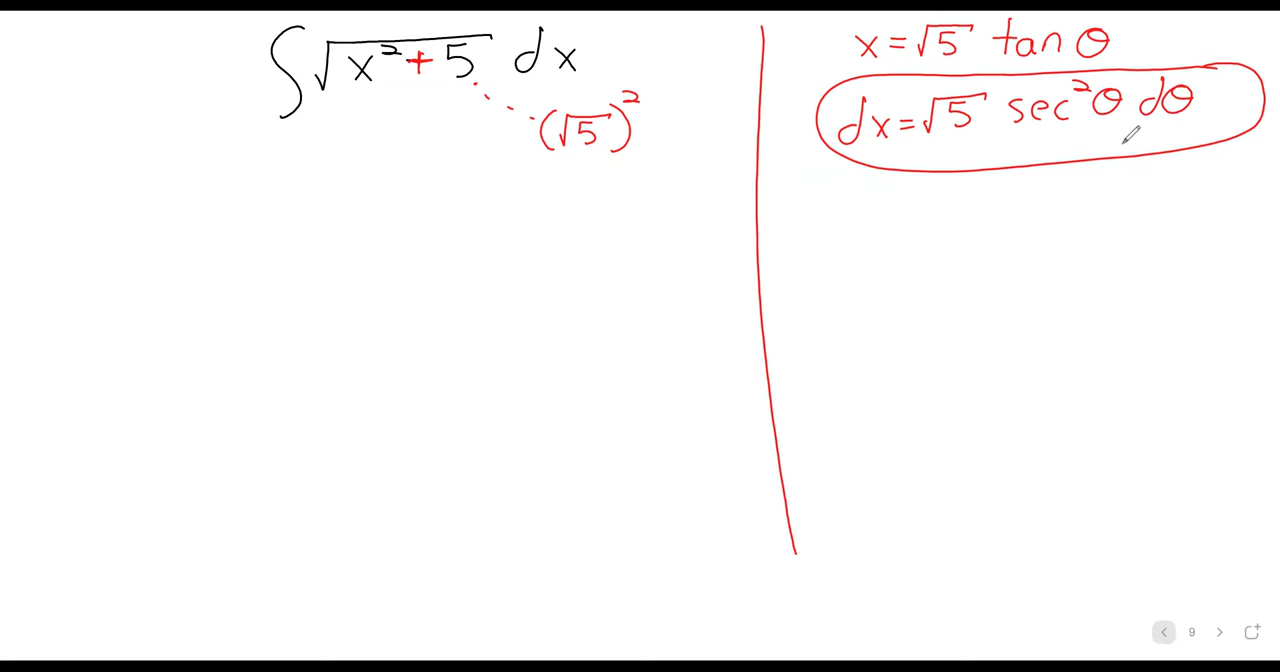 ∫√(x²+5) dx
(√5)²
x=√5 tan θ
dx=√5 sec²θ dθ
9